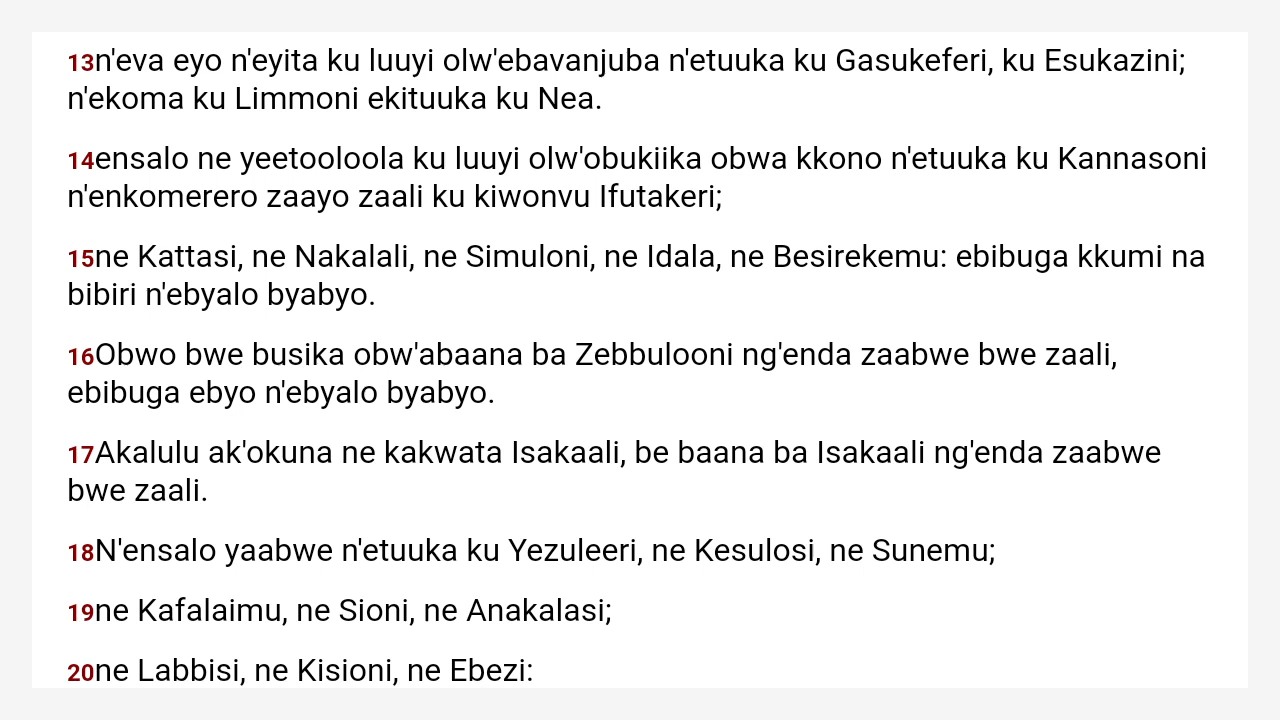 13n'eva eyo n'eyita ku luuyi olw'ebavanjuba n'etuuka ku Gasukeferi, ku Esukazini;
n'ekoma ku Limmoni ekituuka ku Nea.
14ensalo ne yeetooloola ku luuyi olw'obukiika obwa kkono n'etuuka ku Kannasoni
n'enkomerero zaayo zaali ku kiwonvu Ifutakeri;
15ne Kattasi, ne Nakalali, ne Simuloni, ne Idala, ne Besirekemu: ebibuga kkumi na
bibiri n'ebyalo byabyo.
16Obwo bwe busika obw'abaana ba Zebbulooni ng'enda zaabwe bwe zaali,
ebibuga ebyo n'ebyalo byabyo.
17Akalulu ak'okuna ne kakwata Isakaali, be baana ba Isakaali ng'enda zaabwe
bwe zaali.
18N'ensalo yaabwe n'etuuka ku Yezuleeri, ne Kesulosi, ne Sunemu;
19ne Kafalaimu, ne Sioni, ne Anakalasi;
20ne Labbisi, ne Kisioni, ne Ebezi: